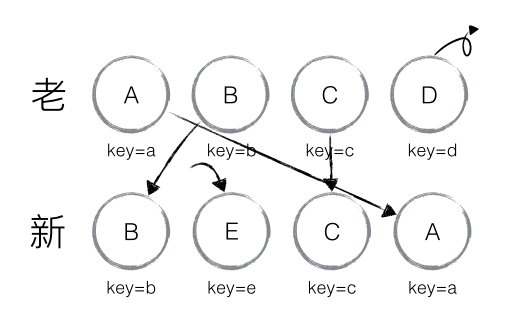 老 A B C D
key=a key=b key=c key=d
新 B E C A
key=b key=e key=c key=a